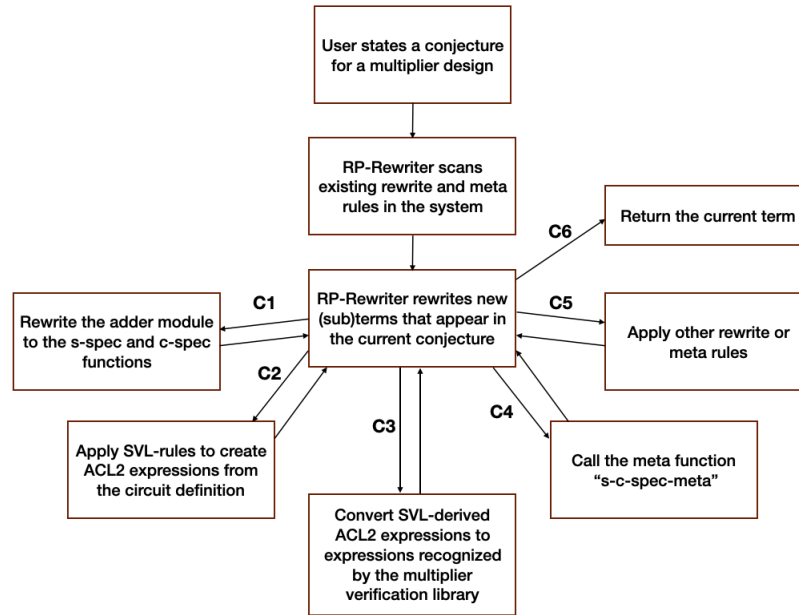 User states a conjecture
for a multiplier design
RP-Rewriter scans
existing rewrite and meta
rules in the system
C6
Return the current term
C1
RP-Rewriter rewrites new
(sub)terms that appear in
the current conjecture
C5
Rewrite the adder module
to the s-spec and c-spec
functions
Apply other rewrite or
meta rules
C2
C3
C4
Apply SVL-rules to create
ACL2 expressions from
the circuit definition
Call the meta function
“s-c-spec-meta”
Convert SVL-derived
ACL2 expressions to
expressions recognized
by the multiplier
verification library